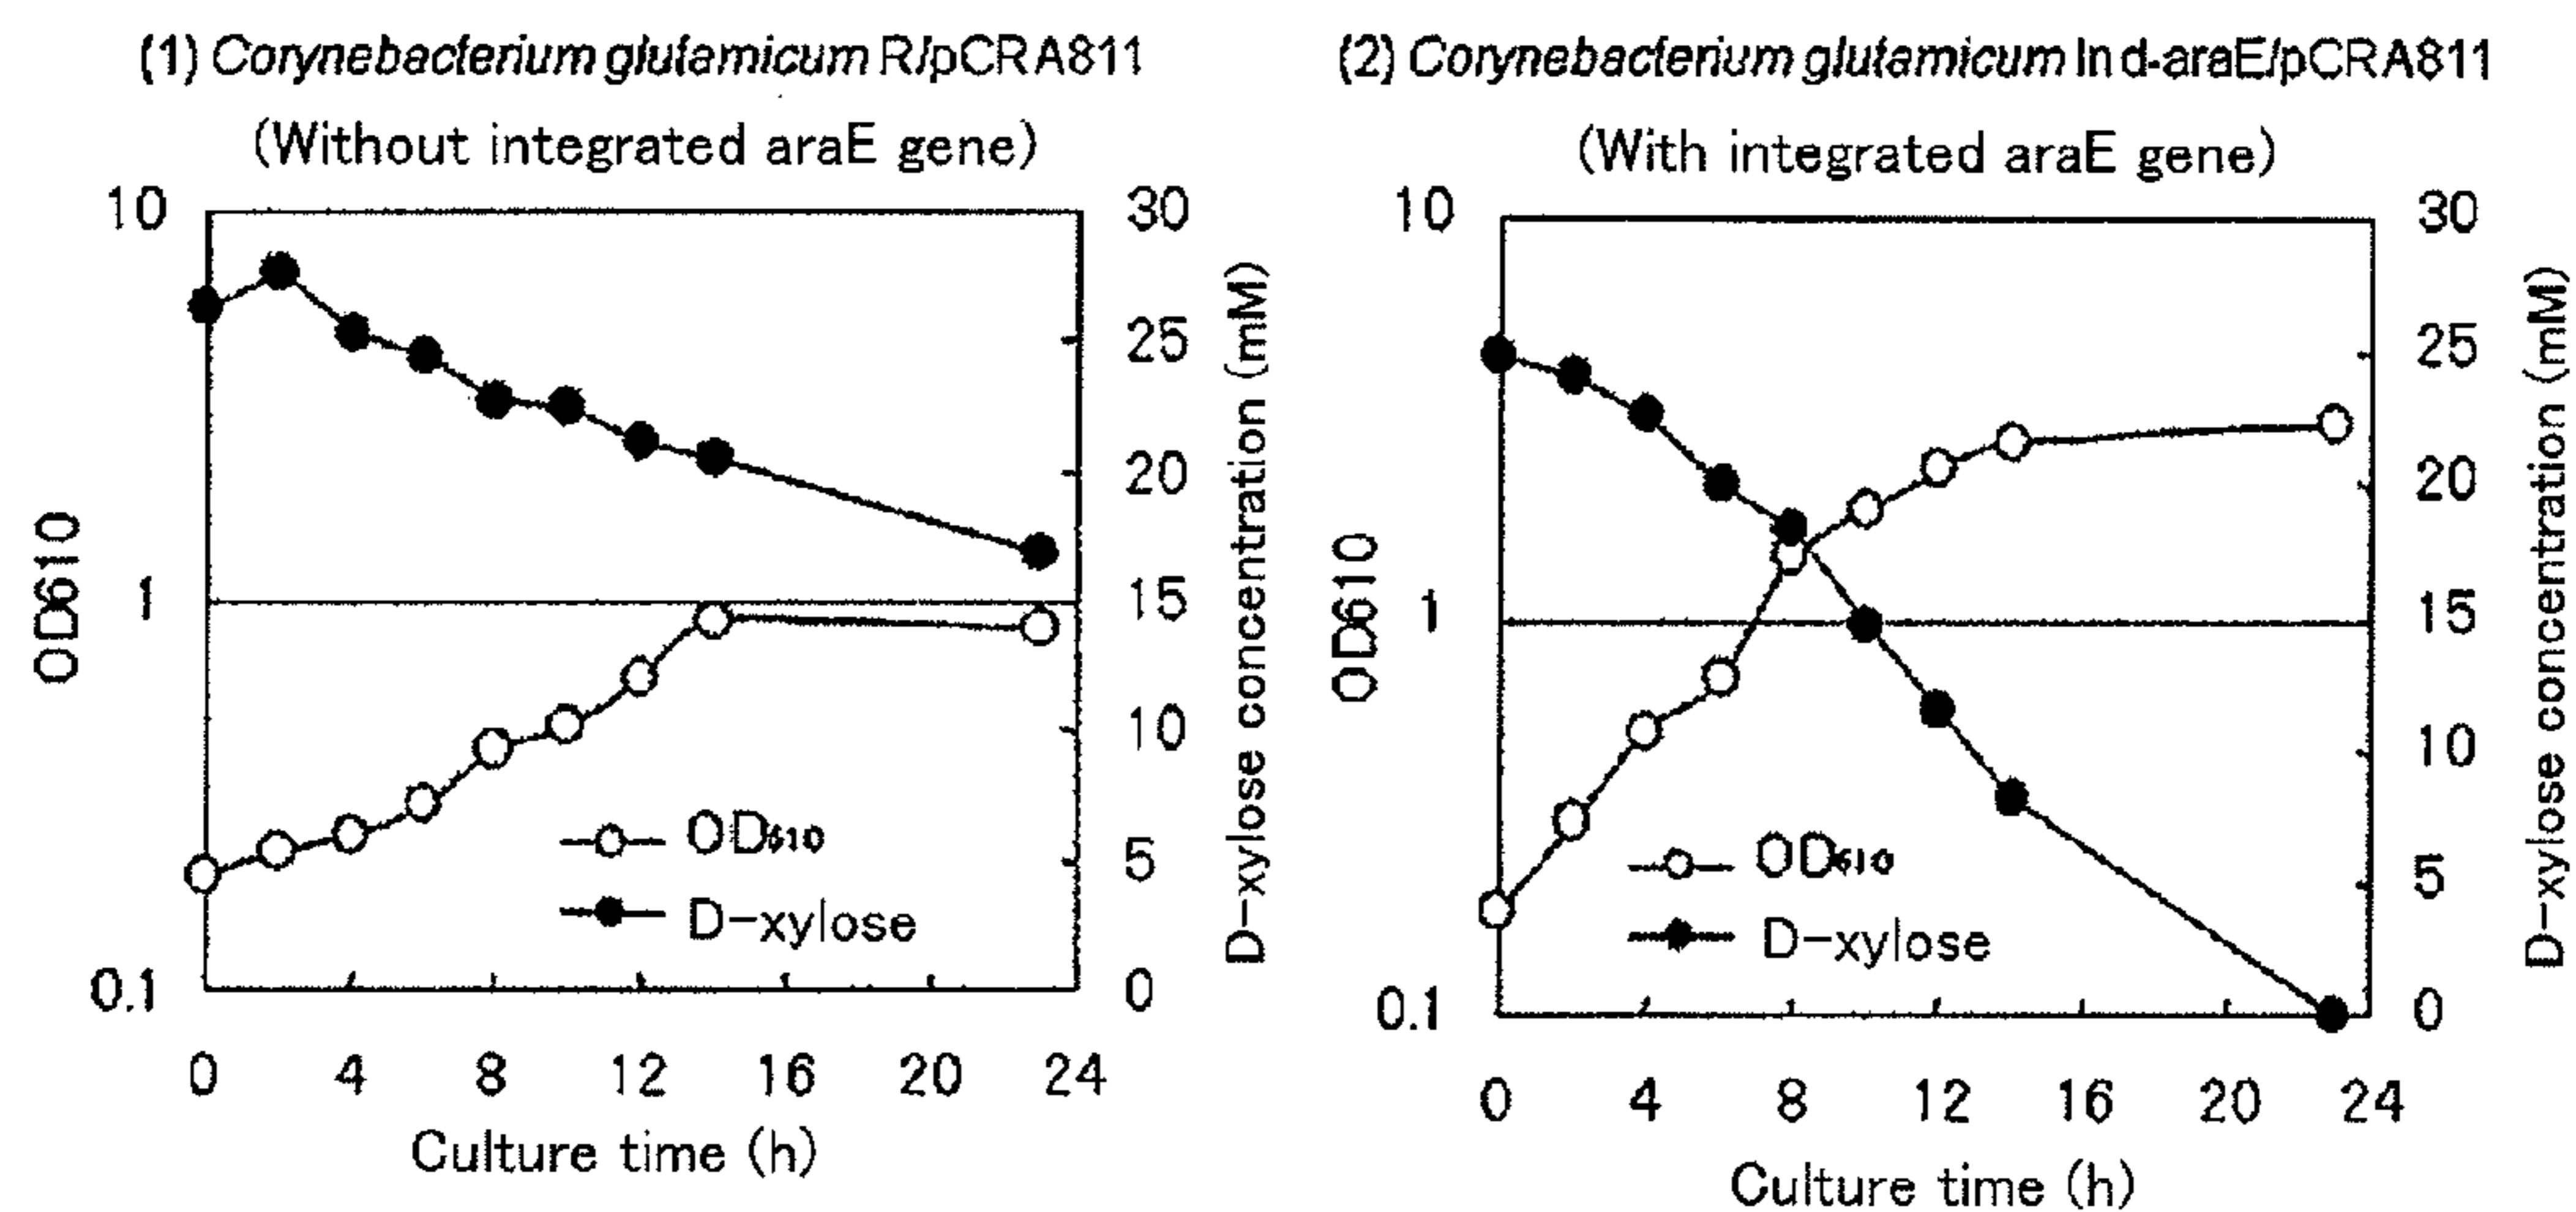 (1) Corynebacterium glutamicum R/pCRA811
(Without integrated araE gene)
10
1
0.1
OD610
30
25
20
15
10
5
0
D-xylose concentration (mM)
OD610
D-xylose
0 4 8 12 16 20 24
Culture time (h)
(2) Corynebacterium glutamicum Ind-araE/pCRA811
(With integrated araE gene)
10
1
0.1
OD610
30
25
20
15
10
5
0
D-xylose concentration (mM)
OD610
D-xylose
0 4 8 12 16 20 24
Culture time (h)